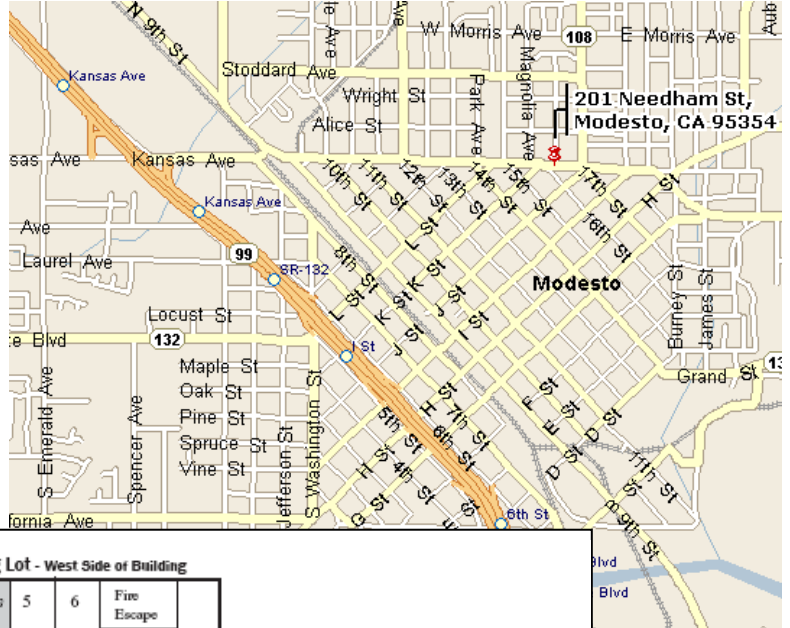 N 9th St
W Morris Ave
108
E Morris Ave
Kansas Ave
Stoddard Ave
Wright St
Park Ave
Magnolia Ave
201 Needham St,
Modesto, CA 95354
Alice St
Kansas Ave
10th St
11th St
12th St
13th St
14th St
15th St
17th St
H St
Kansas Ave
16th St
Ave
L St
99
8th St
K St
Laurel Ave
SR-132
Modesto
J St
I St
L St
K St
J St
Burney St
James St
Locust St
132
Blvd
I St
Maple St
Grand St
Oak St
S Emerald Ave
Spencer Ave
Pine St
Jefferson St
S Washington St
5th St
H St
7th St
6th St
F St
E St
D St
D St
Spruce St
Vine St
H St
4th St
11th St
G St
6th St
B St
9th St
Ave
Blvd
Blvd
Lot - West Side of Building
5
6
Fire
Escape